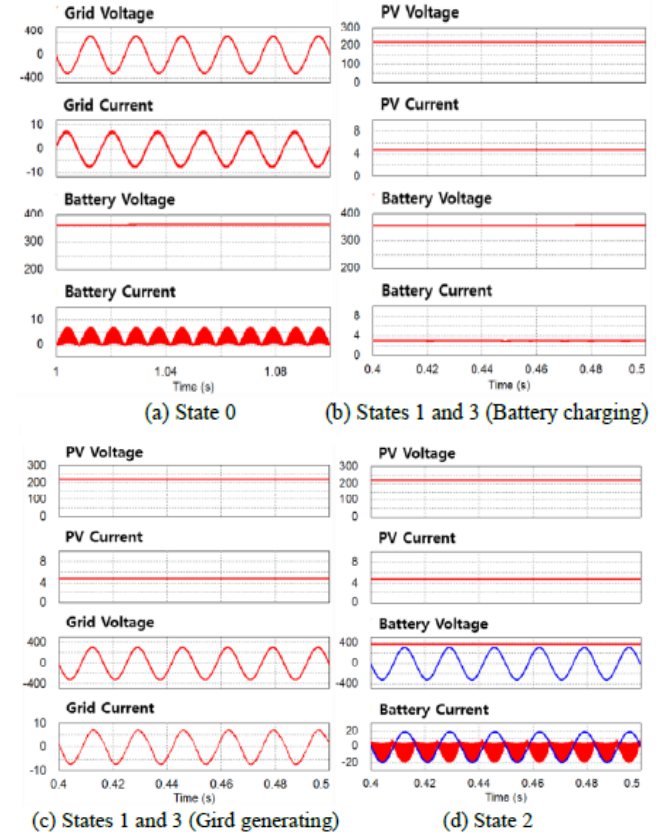 Grid Voltage
400
0
-400
Grid Current
10
0
-10
Battery Voltage
400
300
200
Battery Current
10
0
1 1.04 1.08
Time (s)
(a) State 0
PV Voltage
300
200
100
0
PV Current
8
4
0
Battery Voltage
400
300
200
Battery Current
8
4
0
0.4 0.42 0.44 0.46 0.48 0.5
Time (s)
(b) States 1 and 3 (Battery charging)
PV Voltage
300
200
100
0
PV Current
8
4
0
Grid Voltage
400
0
-400
Grid Current
10
0
-10
0.4 0.42 0.44 0.46 0.48 0.5
Time (s)
(c) States 1 and 3 (Gird generating)
PV Voltage
300
200
100
0
PV Current
8
4
0
Battery Voltage
400
0
-400
Battery Current
20
0
-20
0.4 0.42 0.44 0.46 0.48 0.5
Time (s)
(d) State 2